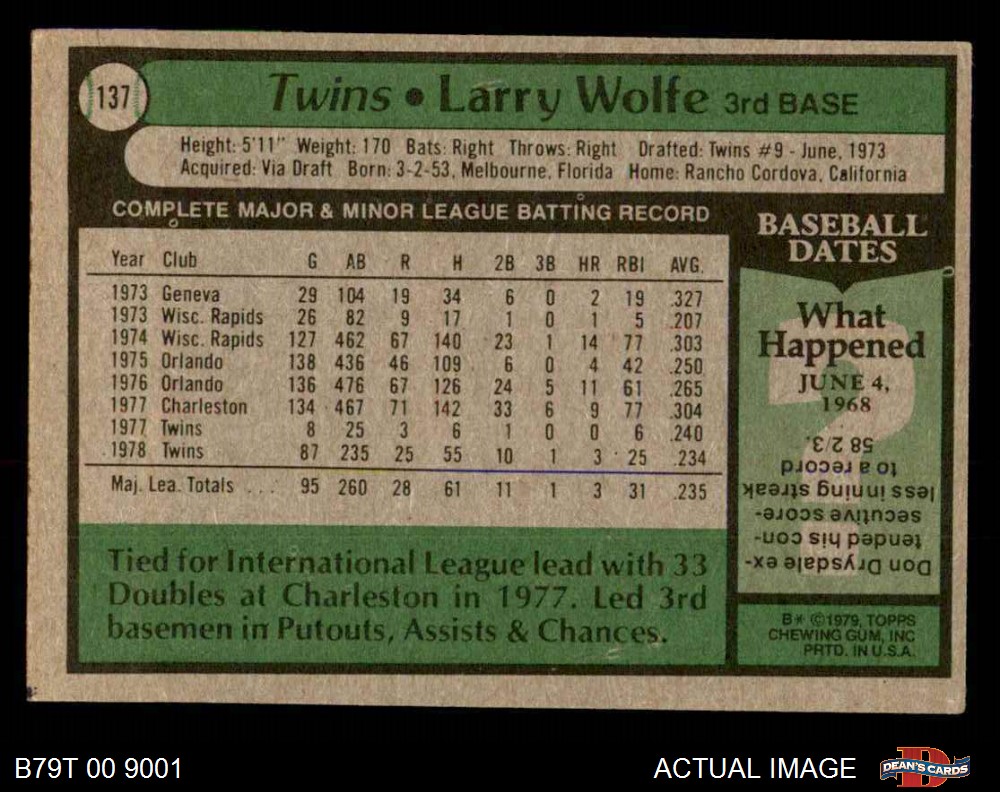 137
Twins • Larry Wolfe 3rd BASE
Height: 5'11" Weight: 170 Bats: Right Throws: Right Drafted: Twins #9 - June, 1973
Acquired: Via Draft Born: 3-2-53, Melbourne, Florida Home: Rancho Cordova, California
COMPLETE MAJOR & MINOR LEAGUE BATTING RECORD
Year Club G AB R H 2B 3B HR RBI AVG.
1973 Geneva 29 104 19 34 6 0 2 19 .327
1973 Wisc. Rapids 26 82 9 17 1 0 1 5 .207
1974 Wisc. Rapids 127 462 67 140 23 1 14 77 .303
1975 Orlando 138 436 46 109 6 0 4 42 .250
1976 Orlando 136 476 67 126 24 5 11 61 .265
1977 Charleston 134 467 71 142 33 6 9 77 .304
1977 Twins 8 25 3 6 1 0 0 6 .240
1978 Twins 87 235 25 55 10 1 3 25 .234
Maj. Lea. Totals ... 95 260 28 61 11 1 3 31 .235
Tied for International League lead with 33
Doubles at Charleston in 1977. Led 3rd
basemen in Putouts, Assists & Chances.
BASEBALL
DATES
What
Happened
JUNE 4,
1968
Don Drysdale ex-
tended his con-
secutive score-
less inning streak
to a record
58 2/3.
B* ©1979, TOPPS
CHEWING GUM, INC
PRTD. IN U.S.A.
B79T 00 9001
ACTUAL IMAGE
D
DEAN'S CARDS